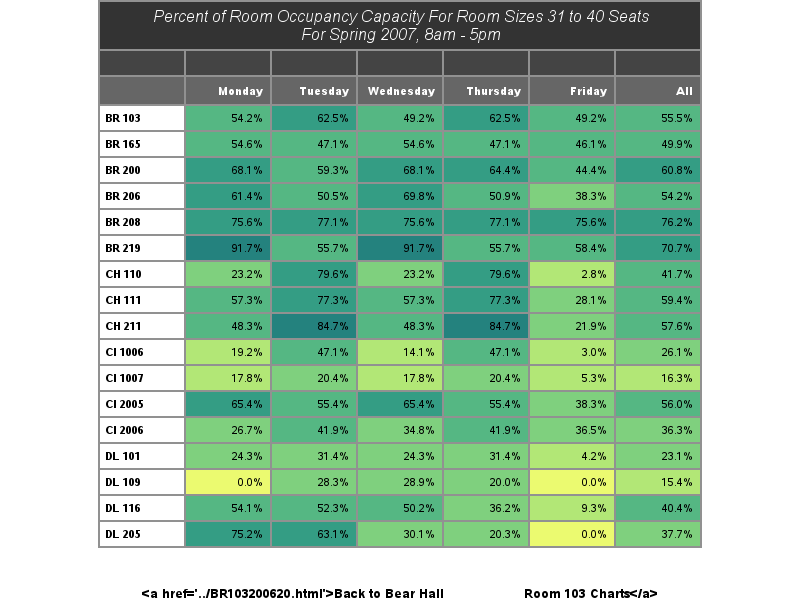 Percent of Room Occupancy Capacity For Room Sizes 31 to 40 Seats
For Spring 2007, 8am - 5pm
Monday Tuesday Wednesday Thursday Friday All
BR 103 54.2% 62.5% 49.2% 62.5% 49.2% 55.5%
BR 165 54.6% 47.1% 54.6% 47.1% 46.1% 49.9%
BR 200 68.1% 59.3% 68.1% 64.4% 44.4% 60.8%
BR 206 61.4% 50.5% 69.8% 50.9% 38.3% 54.2%
BR 208 75.6% 77.1% 75.6% 77.1% 75.6% 76.2%
BR 219 91.7% 55.7% 91.7% 55.7% 58.4% 70.7%
CH 110 23.2% 79.6% 23.2% 79.6% 2.8% 41.7%
CH 111 57.3% 77.3% 57.3% 77.3% 28.1% 59.4%
CH 211 48.3% 84.7% 48.3% 84.7% 21.9% 57.6%
CI 1006 19.2% 47.1% 14.1% 47.1% 3.0% 26.1%
CI 1007 17.8% 20.4% 17.8% 20.4% 5.3% 16.3%
CI 2005 65.4% 55.4% 65.4% 55.4% 38.3% 56.0%
CI 2006 26.7% 41.9% 34.8% 41.9% 36.5% 36.3%
DL 101 24.3% 31.4% 24.3% 31.4% 4.2% 23.1%
DL 109 0.0% 28.3% 28.9% 20.0% 0.0% 15.4%
DL 116 54.1% 52.3% 50.2% 36.2% 9.3% 40.4%
DL 205 75.2% 63.1% 30.1% 20.3% 0.0% 37.7%
<a href='../BR103200620.html'>Back to Bear Hall Room 103 Charts</a>